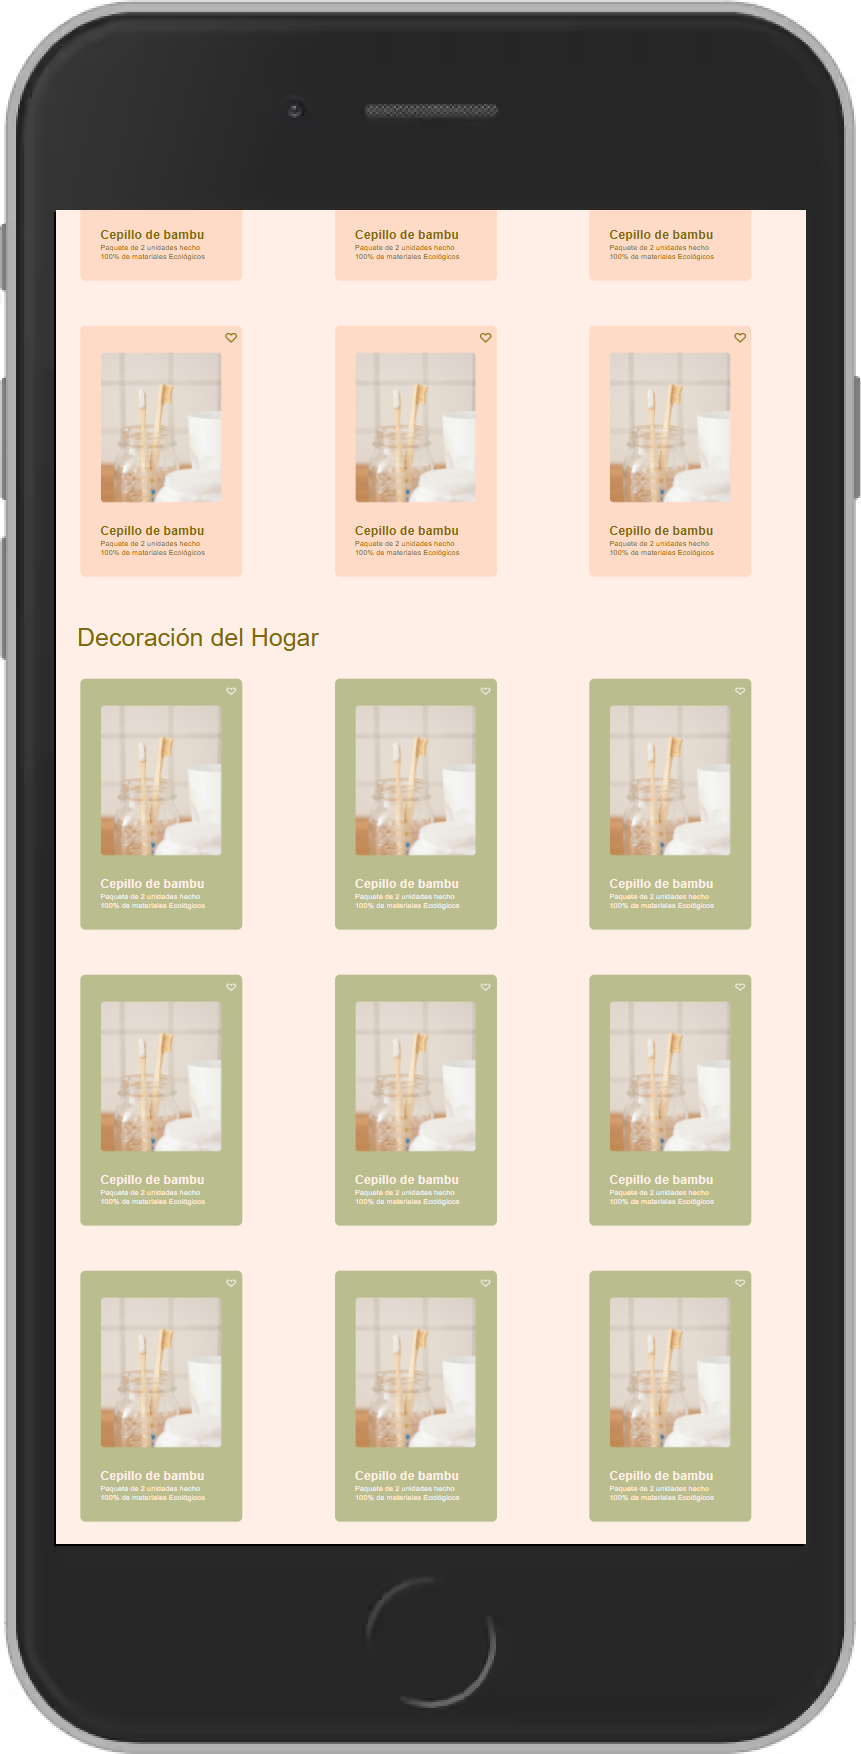 Cepillo de bambu
Paquete de 2 unidades hecho
100% de materiales Ecológicos
Cepillo de bambu
Paquete de 2 unidades hecho
100% de materiales Ecológicos
Cepillo de bambu
Paquete de 2 unidades hecho
100% de materiales Ecológicos
Cepillo de bambu
Paquete de 2 unidades hecho
100% de materiales Ecológicos
Cepillo de bambu
Paquete de 2 unidades hecho
100% de materiales Ecológicos
Cepillo de bambu
Paquete de 2 unidades hecho
100% de materiales Ecológicos
Decoración del Hogar
Cepillo de bambu
Paquete de 2 unidades hecho
100% de materiales Ecológicos
Cepillo de bambu
Paquete de 2 unidades hecho
100% de materiales Ecológicos
Cepillo de bambu
Paquete de 2 unidades hecho
100% de materiales Ecológicos
Cepillo de bambu
Paquete de 2 unidades hecho
100% de materiales Ecológicos
Cepillo de bambu
Paquete de 2 unidades hecho
100% de materiales Ecológicos
Cepillo de bambu
Paquete de 2 unidades hecho
100% de materiales Ecológicos
Cepillo de bambu
Paquete de 2 unidades hecho
100% de materiales Ecológicos
Cepillo de bambu
Paquete de 2 unidades hecho
100% de materiales Ecológicos
Cepillo de bambu
Paquete de 2 unidades hecho
100% de materiales Ecológicos